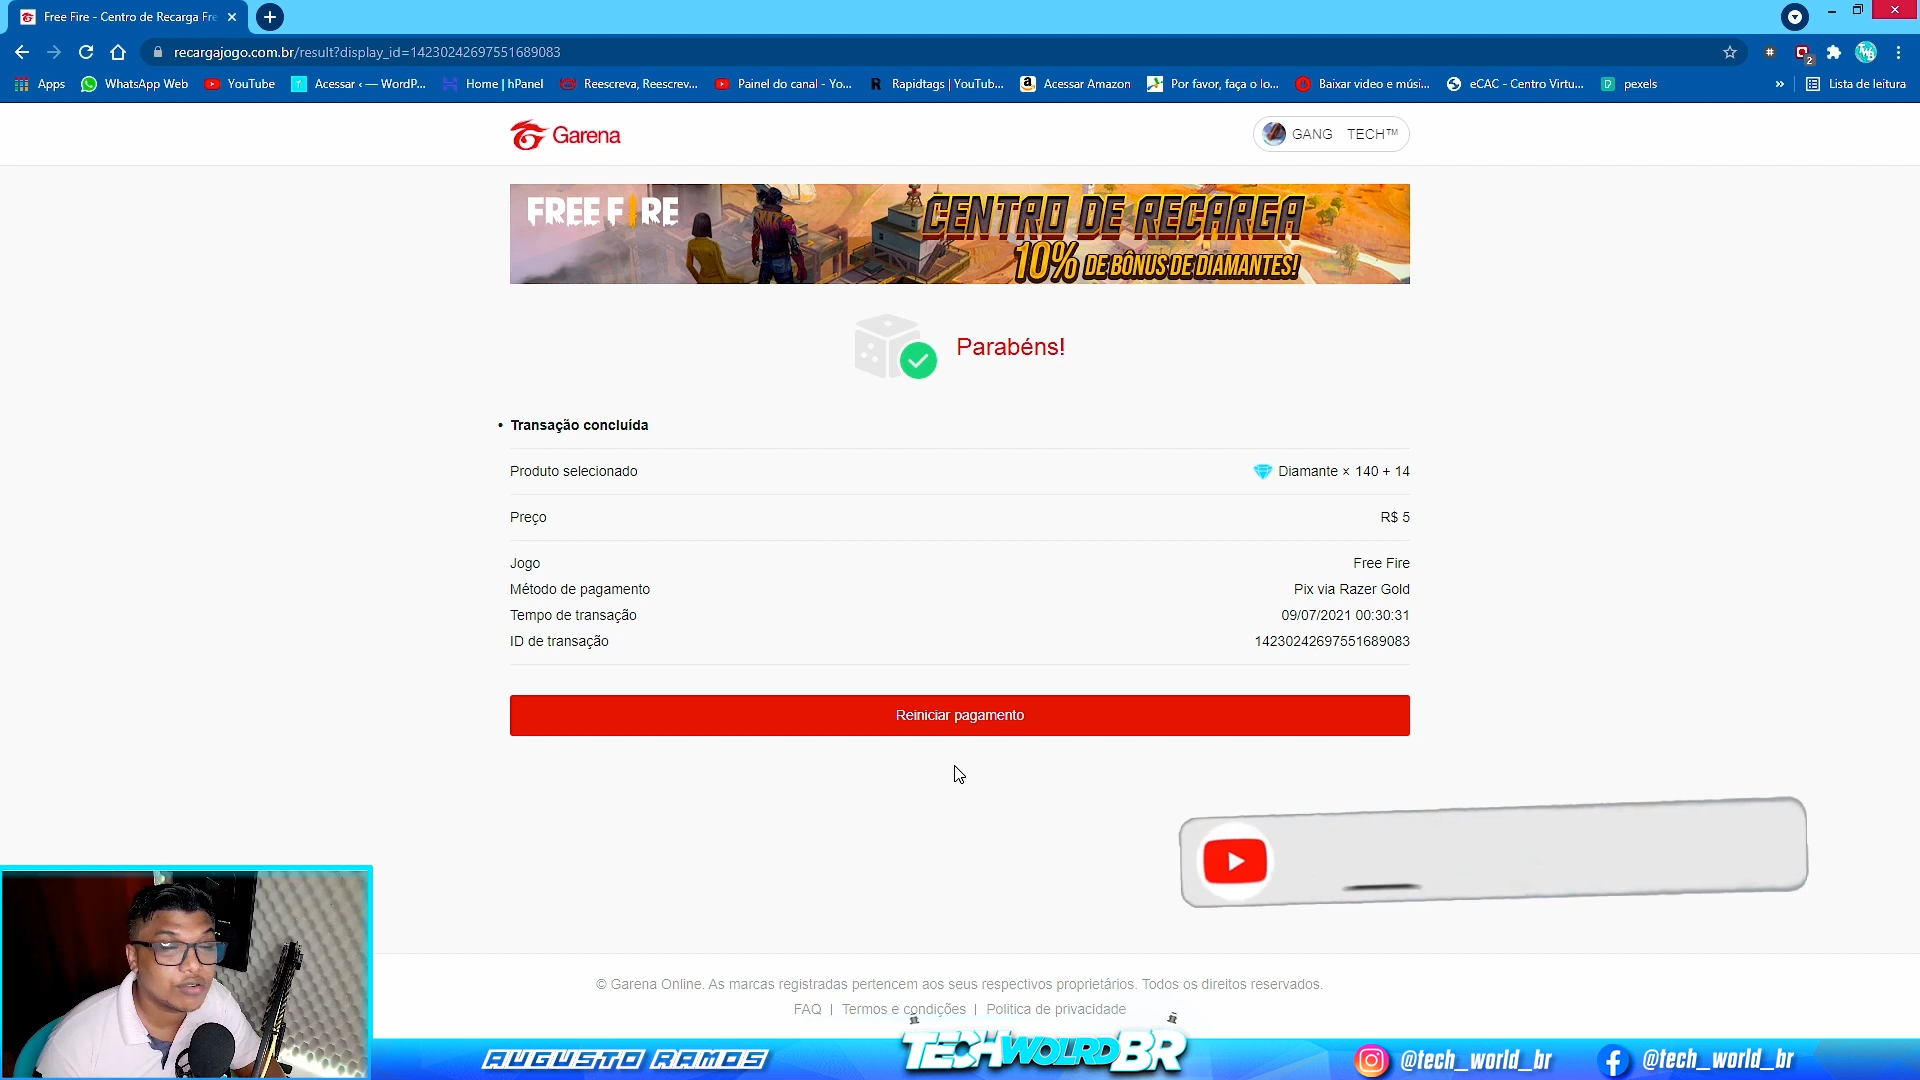 Free Fire - Centro de Recarga Fre
recargajogo.com.br/result?display_id=14230242697551689083
2
Apps
WhatsApp Web
YouTube
Acessar ‹ — WordP...
Home | hPanel
Reescreva, Reescrev...
Painel do canal - Yo...
Rapidtags | YouTub...
Acessar Amazon
Por favor, faça o lo...
Baixar video e músi...
eCAC - Centro Virtu...
pexels
»
Lista de leitura
Garena
GANG TECH™
FREE FIRE
CENTRO DE RECARGA
10% DE BÔNUS DE DIAMANTES!
Parabéns!
• Transação concluída
Produto selecionado
Diamante × 140 + 14
Preço
R$ 5
Jogo
Free Fire
Método de pagamento
Pix via Razer Gold
Tempo de transação
09/07/2021 00:30:31
ID de transação
14230242697551689083
Reiniciar pagamento
© Garena Online. As marcas registradas pertencem aos seus respectivos proprietários. Todos os direitos reservados.
FAQ | Termos e condições | Politica de privacidade
AUGUSTO RAMOS
TECHWOLRDBR
@tech_world_br
@tech_world_br